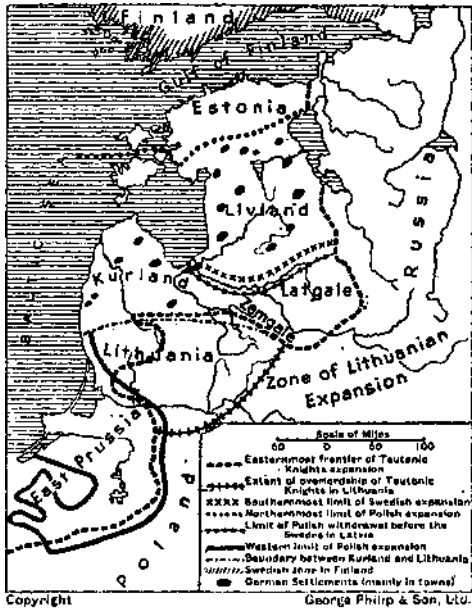 Finland
Gulf of Finland
Estonia
BALTIC SEA
Livland
Russia
Kurland
Latgale
Zemgale
Lithuania
Zone of Lithuanian
Expansion
East Prussia
Poland
Scale of Miles
50 0 50 100
Easternmost frontier of Teutonic
Knights expansion
Extent of overlordship of Teutonic
Knights in Lithuania
Southernmost limit of Swedish expansion
Northernmost limit of Polish expansion
Limit of Polish withdrawal before the
Swedes in Latvia
Western limit of Polish expansion
Boundary between Kurland and Lithuania
Swedish zone in Finland
German Settlements (mainly in towns)
Copyright
George Philip & Son, Ltd.